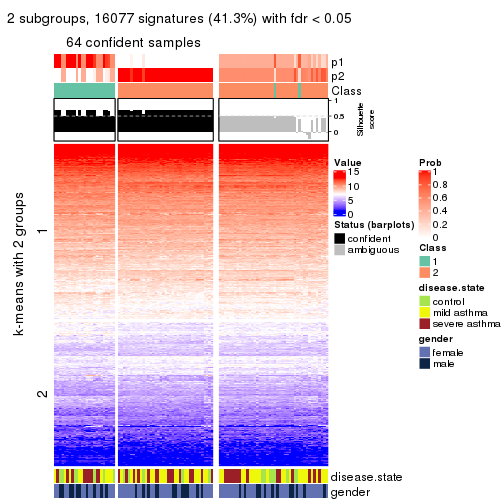 2 subgroups, 16077 signatures (41.3%) with fdr < 0.05
64 confident samples
p1
p2
Class
1
0.5
0
Silhouette
score
k-means with 2 groups
1
2
disease.state
gender
Value
15
10
5
0
Status (barplots)
confident
ambiguous
Prob
1
0.8
0.6
0.4
0.2
0
Class
1
2
disease.state
control
mild asthma
severe asthma
gender
female
male